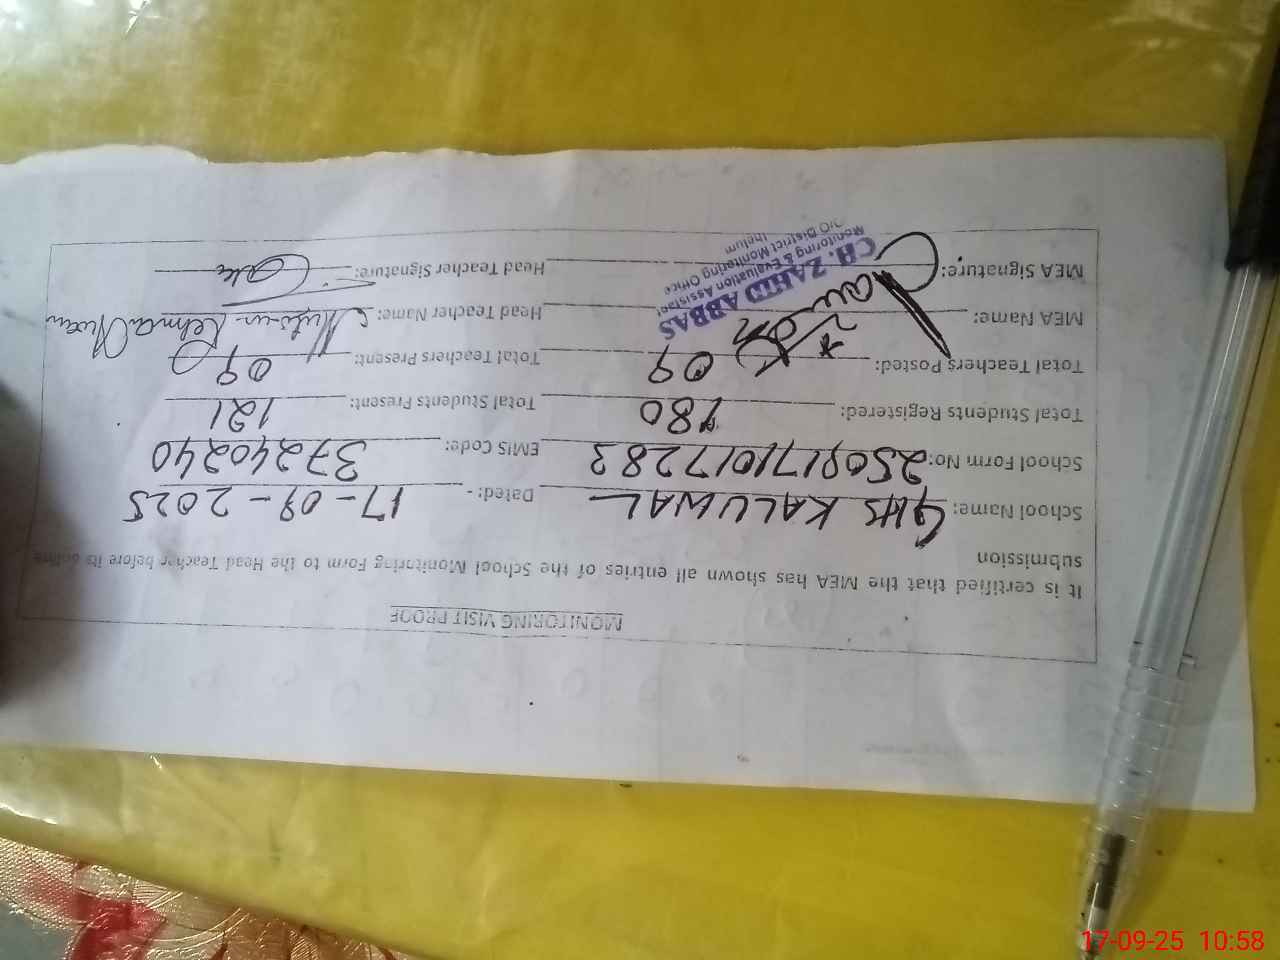 MONITORING VISIT PROOF
It is certified that the MEA has shown all entries of the School Monitoring Form to the Head Teacher before its online
submission
School Name: GHS KALUWAL Dated: - 17-09-2025
School Form No: 2509171017283 EMIS Code: 37240240
Total Students Registered: 180 Total Students Present: 121
Total Teachers Posted: 09 Total Teachers Present: 09
MEA Name: Head Teacher Name:
MEA Signature: Head Teacher Signature:
CH. ZAHID ABBAS
Monitoring & Evaluation Assistant
O/O District Monitoring Office
Jhelum
17-09-25 10:58